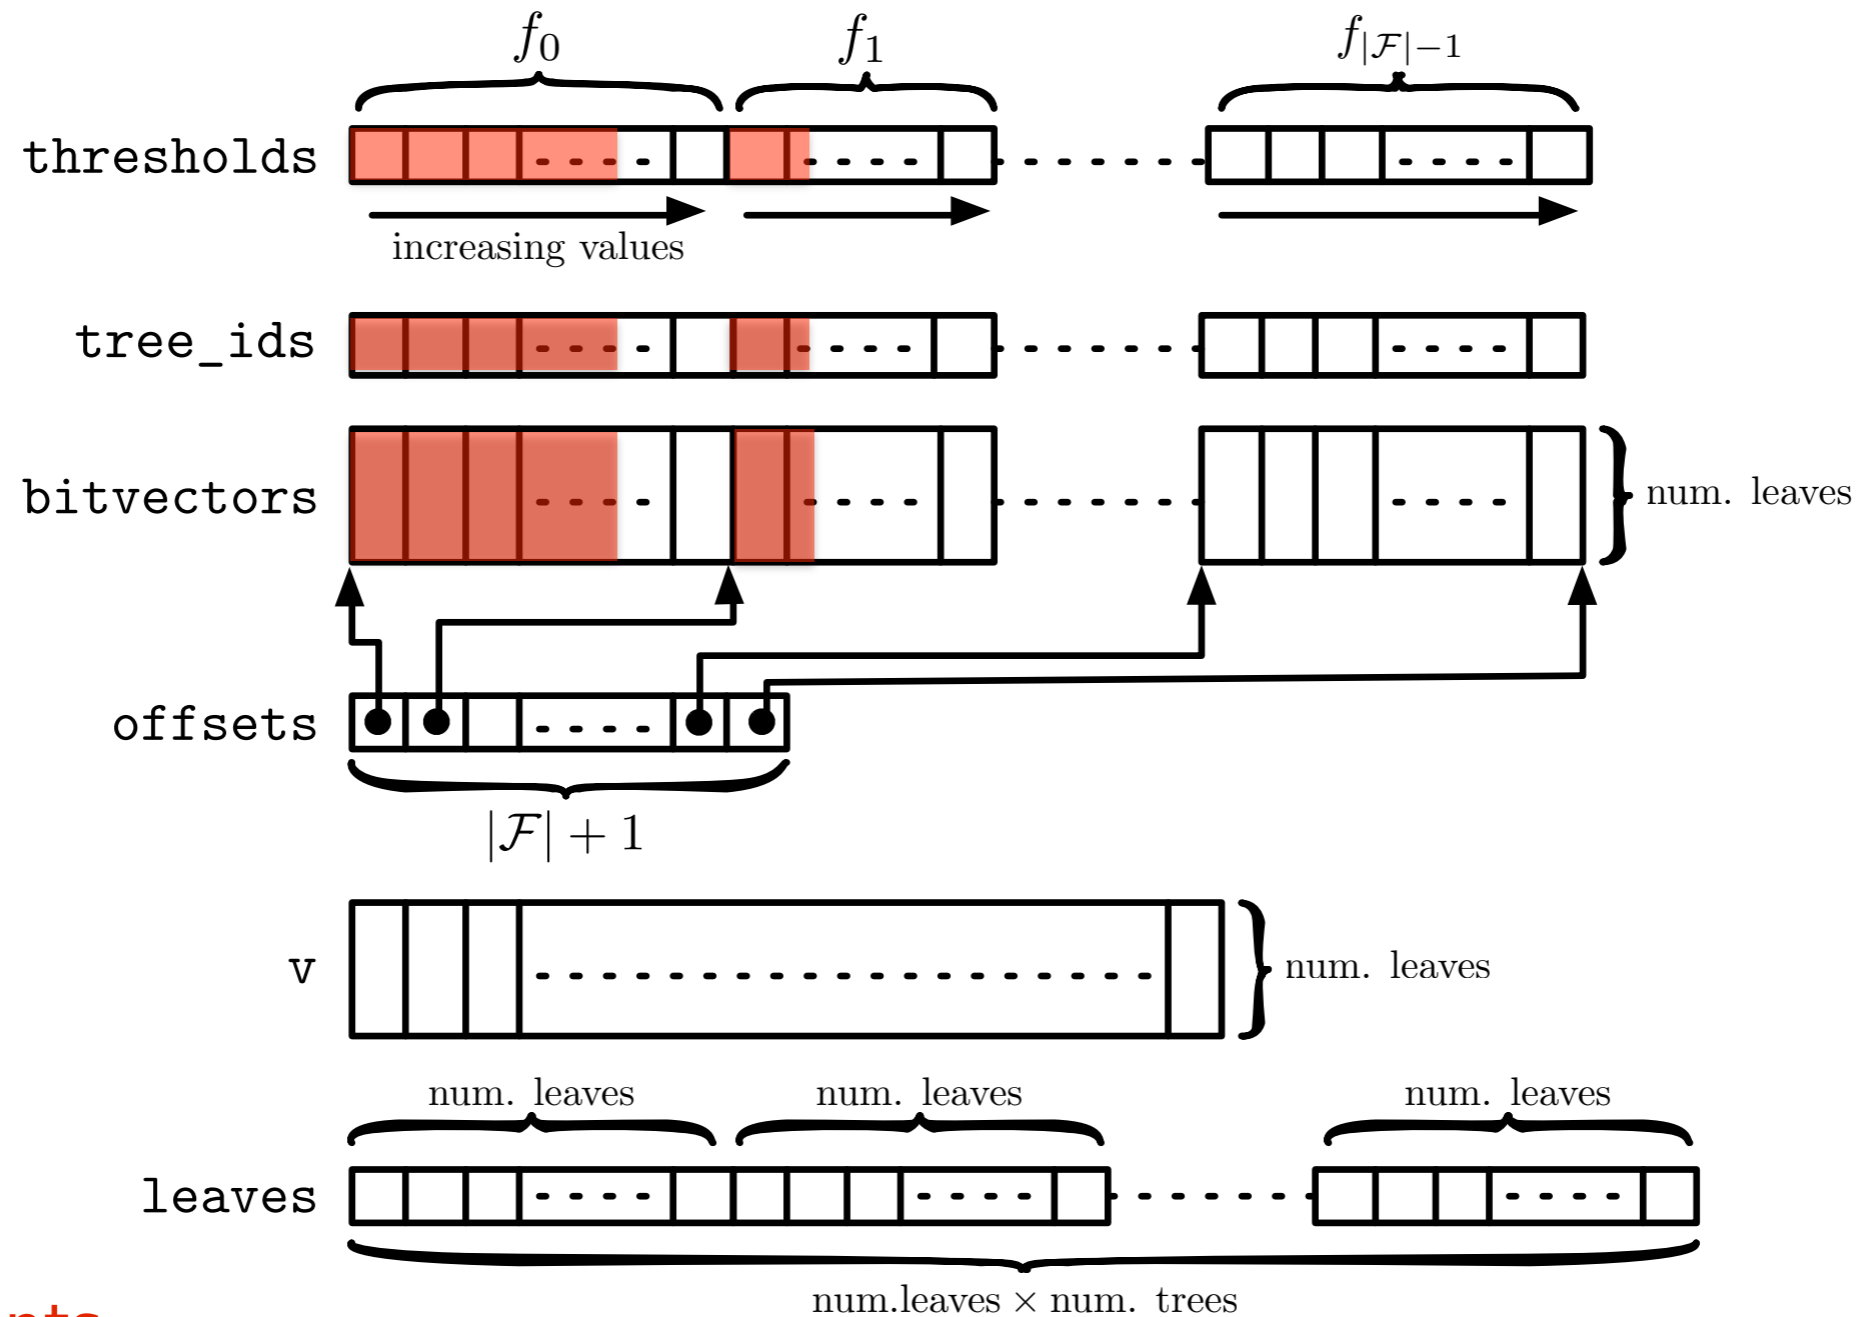 f₀ f₁ f_{|ℱ|−1}
thresholds
increasing values
tree_ids
bitvectors
num. leaves
offsets
|ℱ| + 1
v
num. leaves
num. leaves num. leaves num. leaves
leaves
num.leaves × num. trees